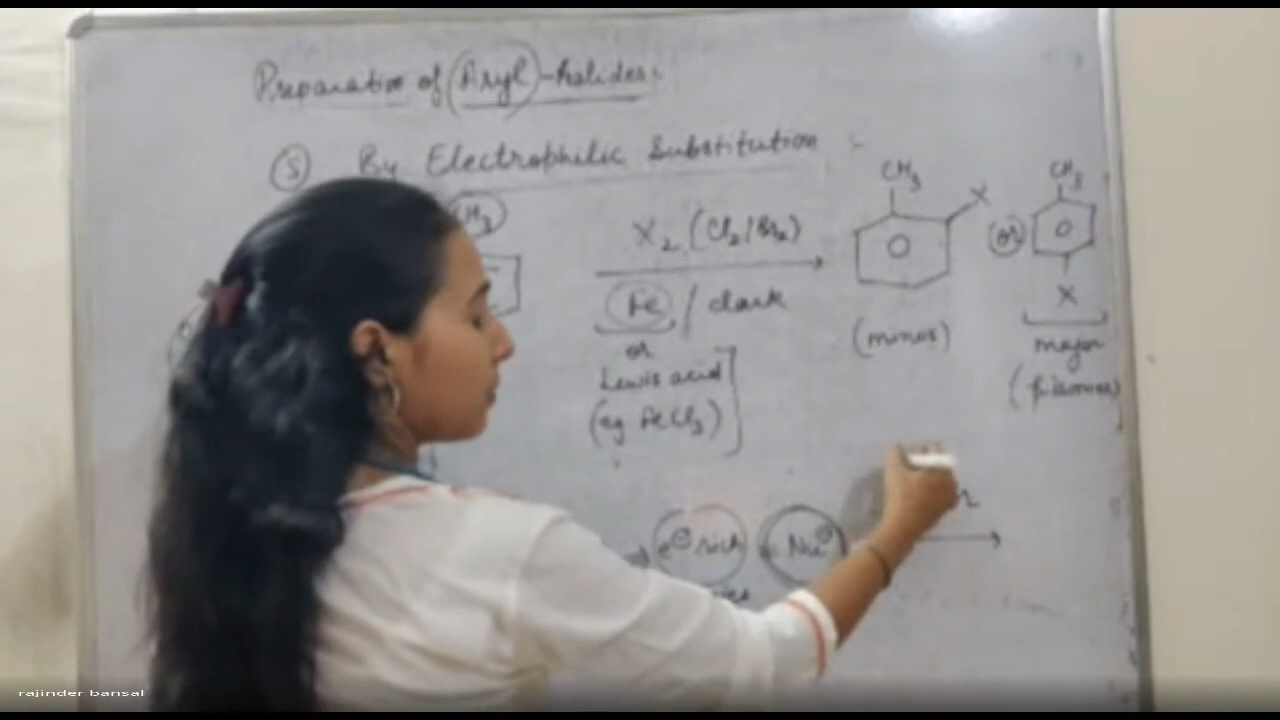 Preparation of (Aryl)-halides:
(5) By Electrophilic Substitution :-
CH3
X2 (Cl2/Br2)
Fe / dark
or
Lewis acid
(eg FeCl3)
CH3
X
(minor)
(or)
CH3
X
major
e⊖ rich
Nu⊖
rajinder bansal